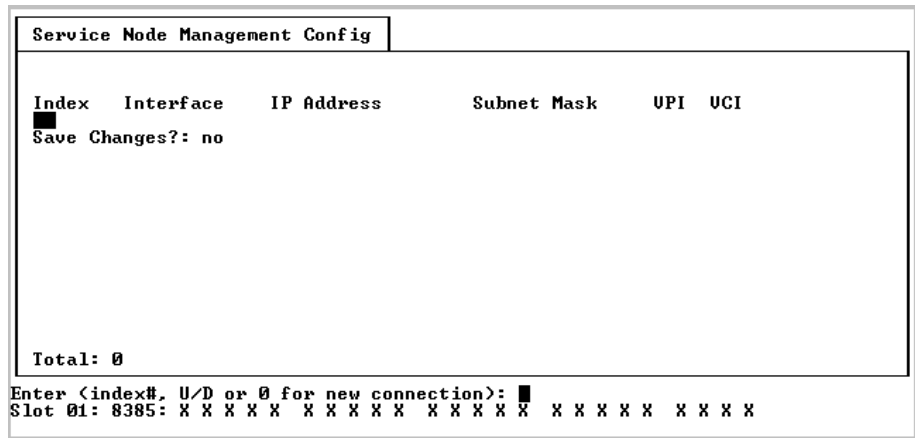 Service Node Management Config
Index Interface IP Address Subnet Mask VPI VCI
Save Changes?: no
Total: 0
Enter (index#, U/D or 0 for new connection):
Slot 01: 8385: X X X X X X X X X X X X X X X X X X X X X X X X